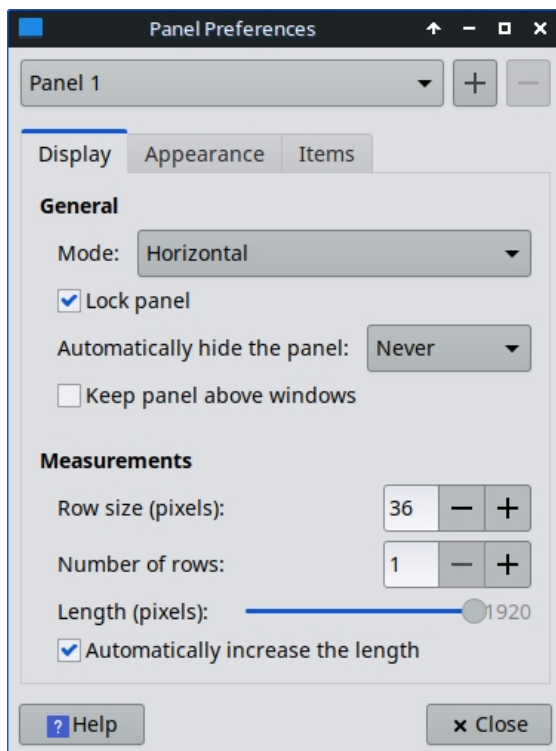 Panel Preferences
Panel 1
Display Appearance Items
General
Mode: Horizontal
Lock panel
Automatically hide the panel: Never
Keep panel above windows
Measurements
Row size (pixels): 36
Number of rows: 1
Length (pixels): 1920
Automatically increase the length
? Help × Close